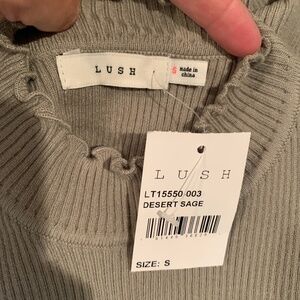 LUSH
S made in
china
LUSH
LT15550-003
DESERT SAGE
SIZE: S